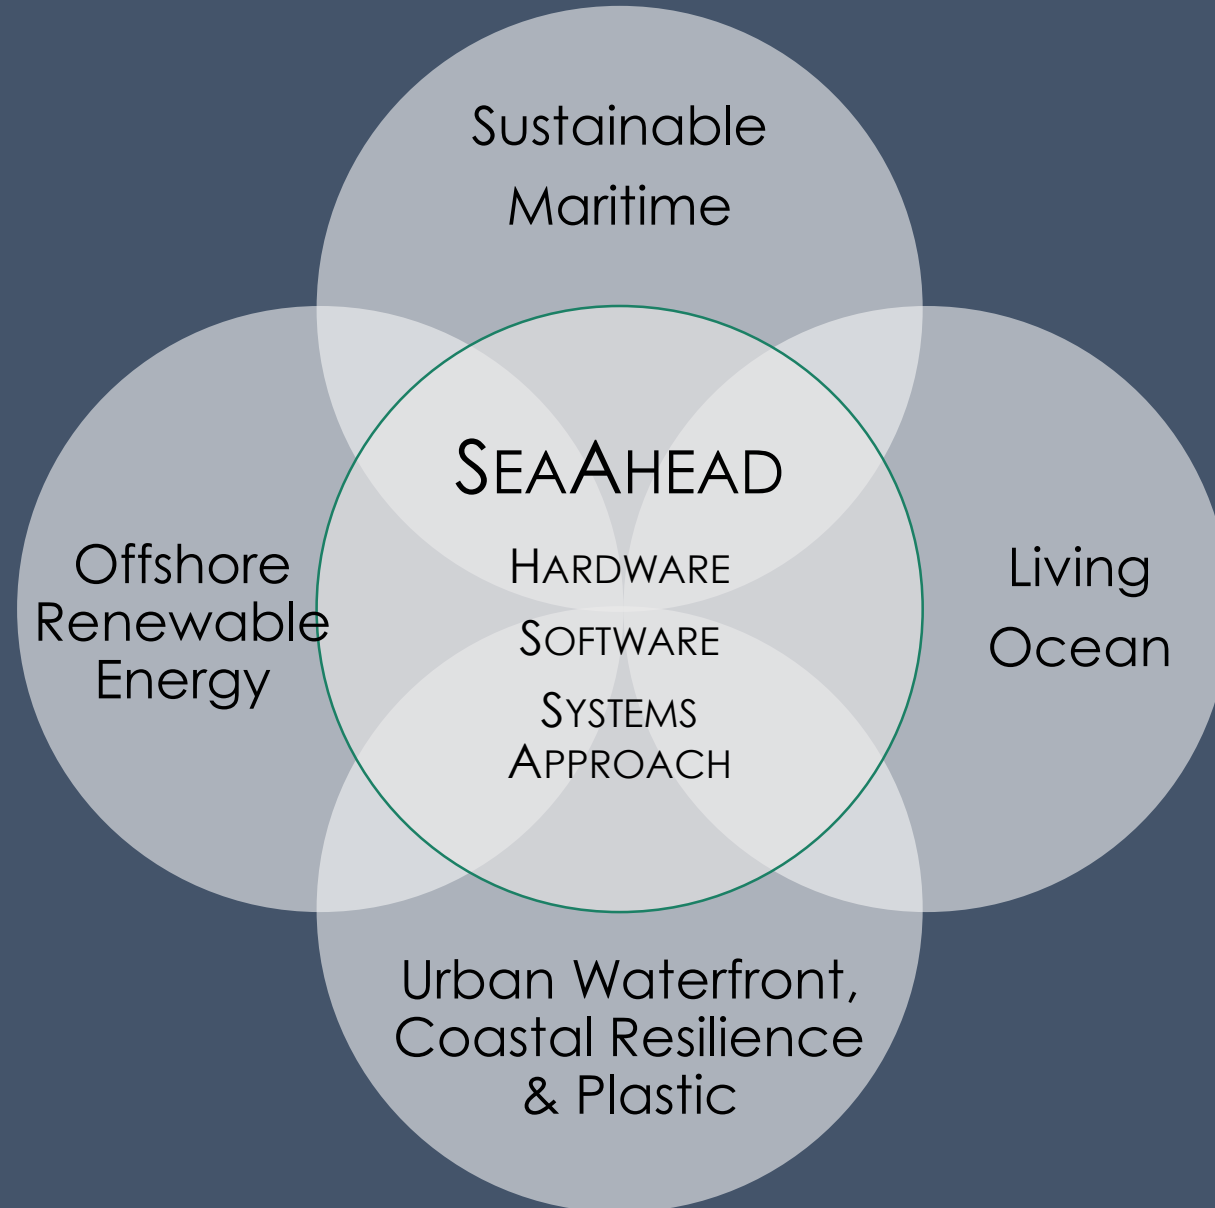 Sustainable
Maritime
SEAAHEAD
HARDWARE
SOFTWARE
SYSTEMS
APPROACH
Offshore
Renewable
Energy
Living
Ocean
Urban Waterfront,
Coastal Resilience
& Plastic